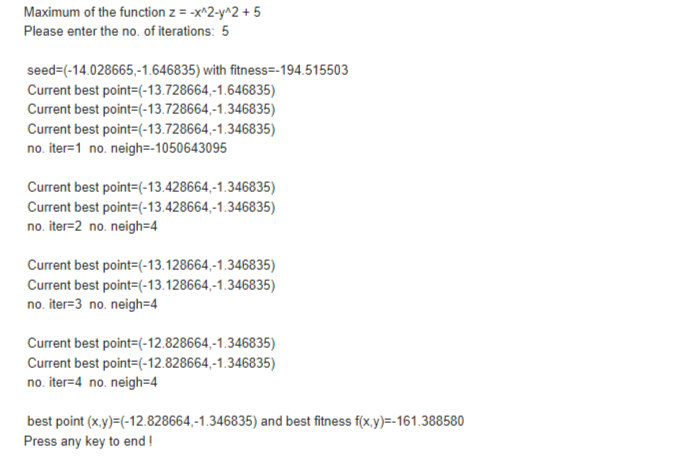 Maximum of the function z = -x^2-y^2 + 5
Please enter the no. of iterations:  5
seed=(-14.028665,-1.646835) with fitness=-194.515503
Current best point=(-13.728664,-1.646835)
Current best point=(-13.728664,-1.346835)
Current best point=(-13.728664,-1.346835)
no. iter=1  no. neigh=-1050643095
Current best point=(-13.428664,-1.346835)
Current best point=(-13.428664,-1.346835)
no. iter=2  no. neigh=4
Current best point=(-13.128664,-1.346835)
Current best point=(-13.128664,-1.346835)
no. iter=3  no. neigh=4
Current best point=(-12.828664,-1.346835)
Current best point=(-12.828664,-1.346835)
no. iter=4  no. neigh=4
best point (x,y)=(-12.828664,-1.346835) and best fitness f(x,y)=-161.388580
Press any key to end !